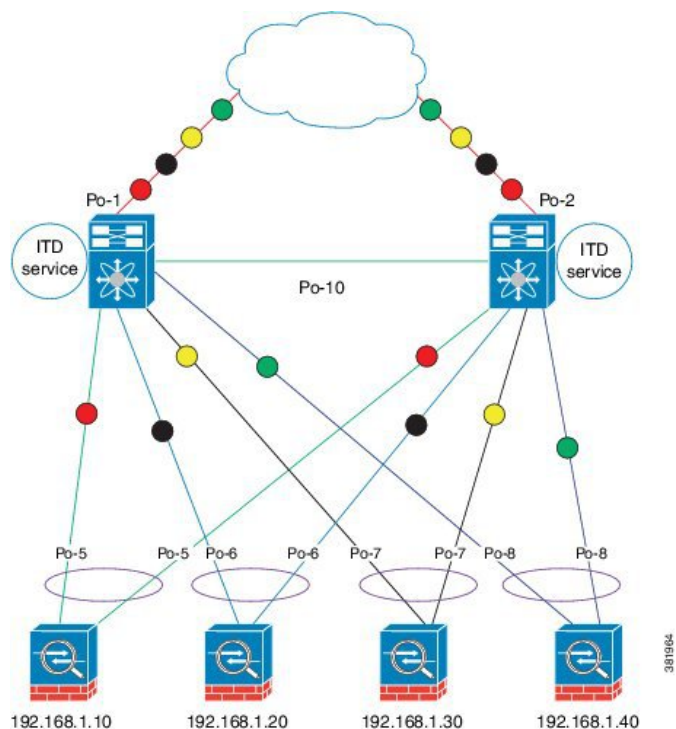 Po-1
Po-2
ITD
service
ITD
service
Po-10
Po-5
Po-5
Po-6
Po-6
Po-7
Po-7
Po-8
Po-8
381964
192.168.1.10
192.168.1.20
192.168.1.30
192.168.1.40